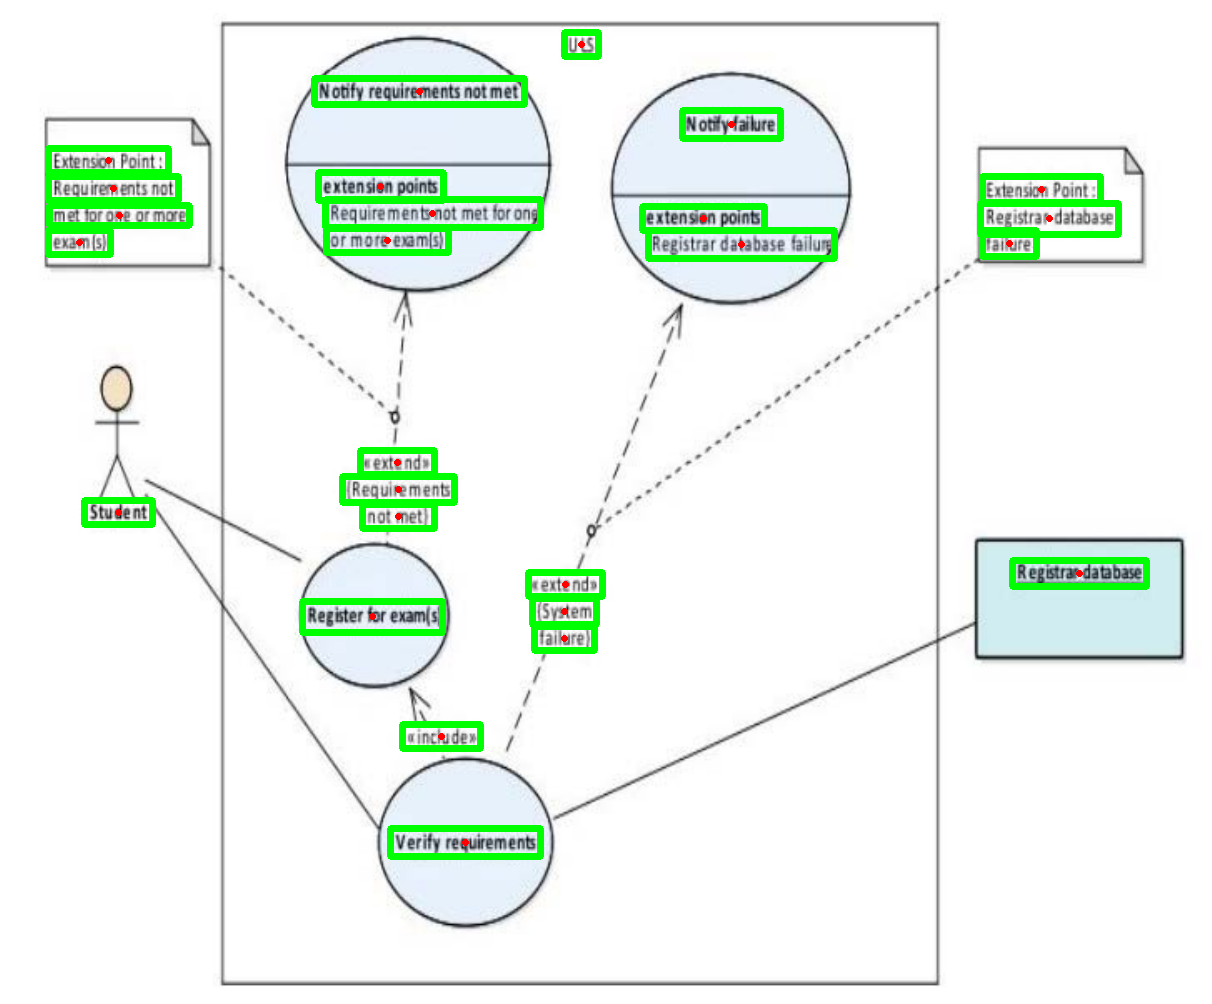 Notify requirements not met
Notify failure
extension points
Requirements not met for one
or more exam(s)
extension points
Registrar database failure
Extension Point :
Requirements not
met for one or more
exam(s)
Extension Point :
Registrar database
failure
Student
«extend»
{Requirements
not met}
Register for exam(s)
«extend»
{System
failure}
Registrar database
«include»
Verify requirements